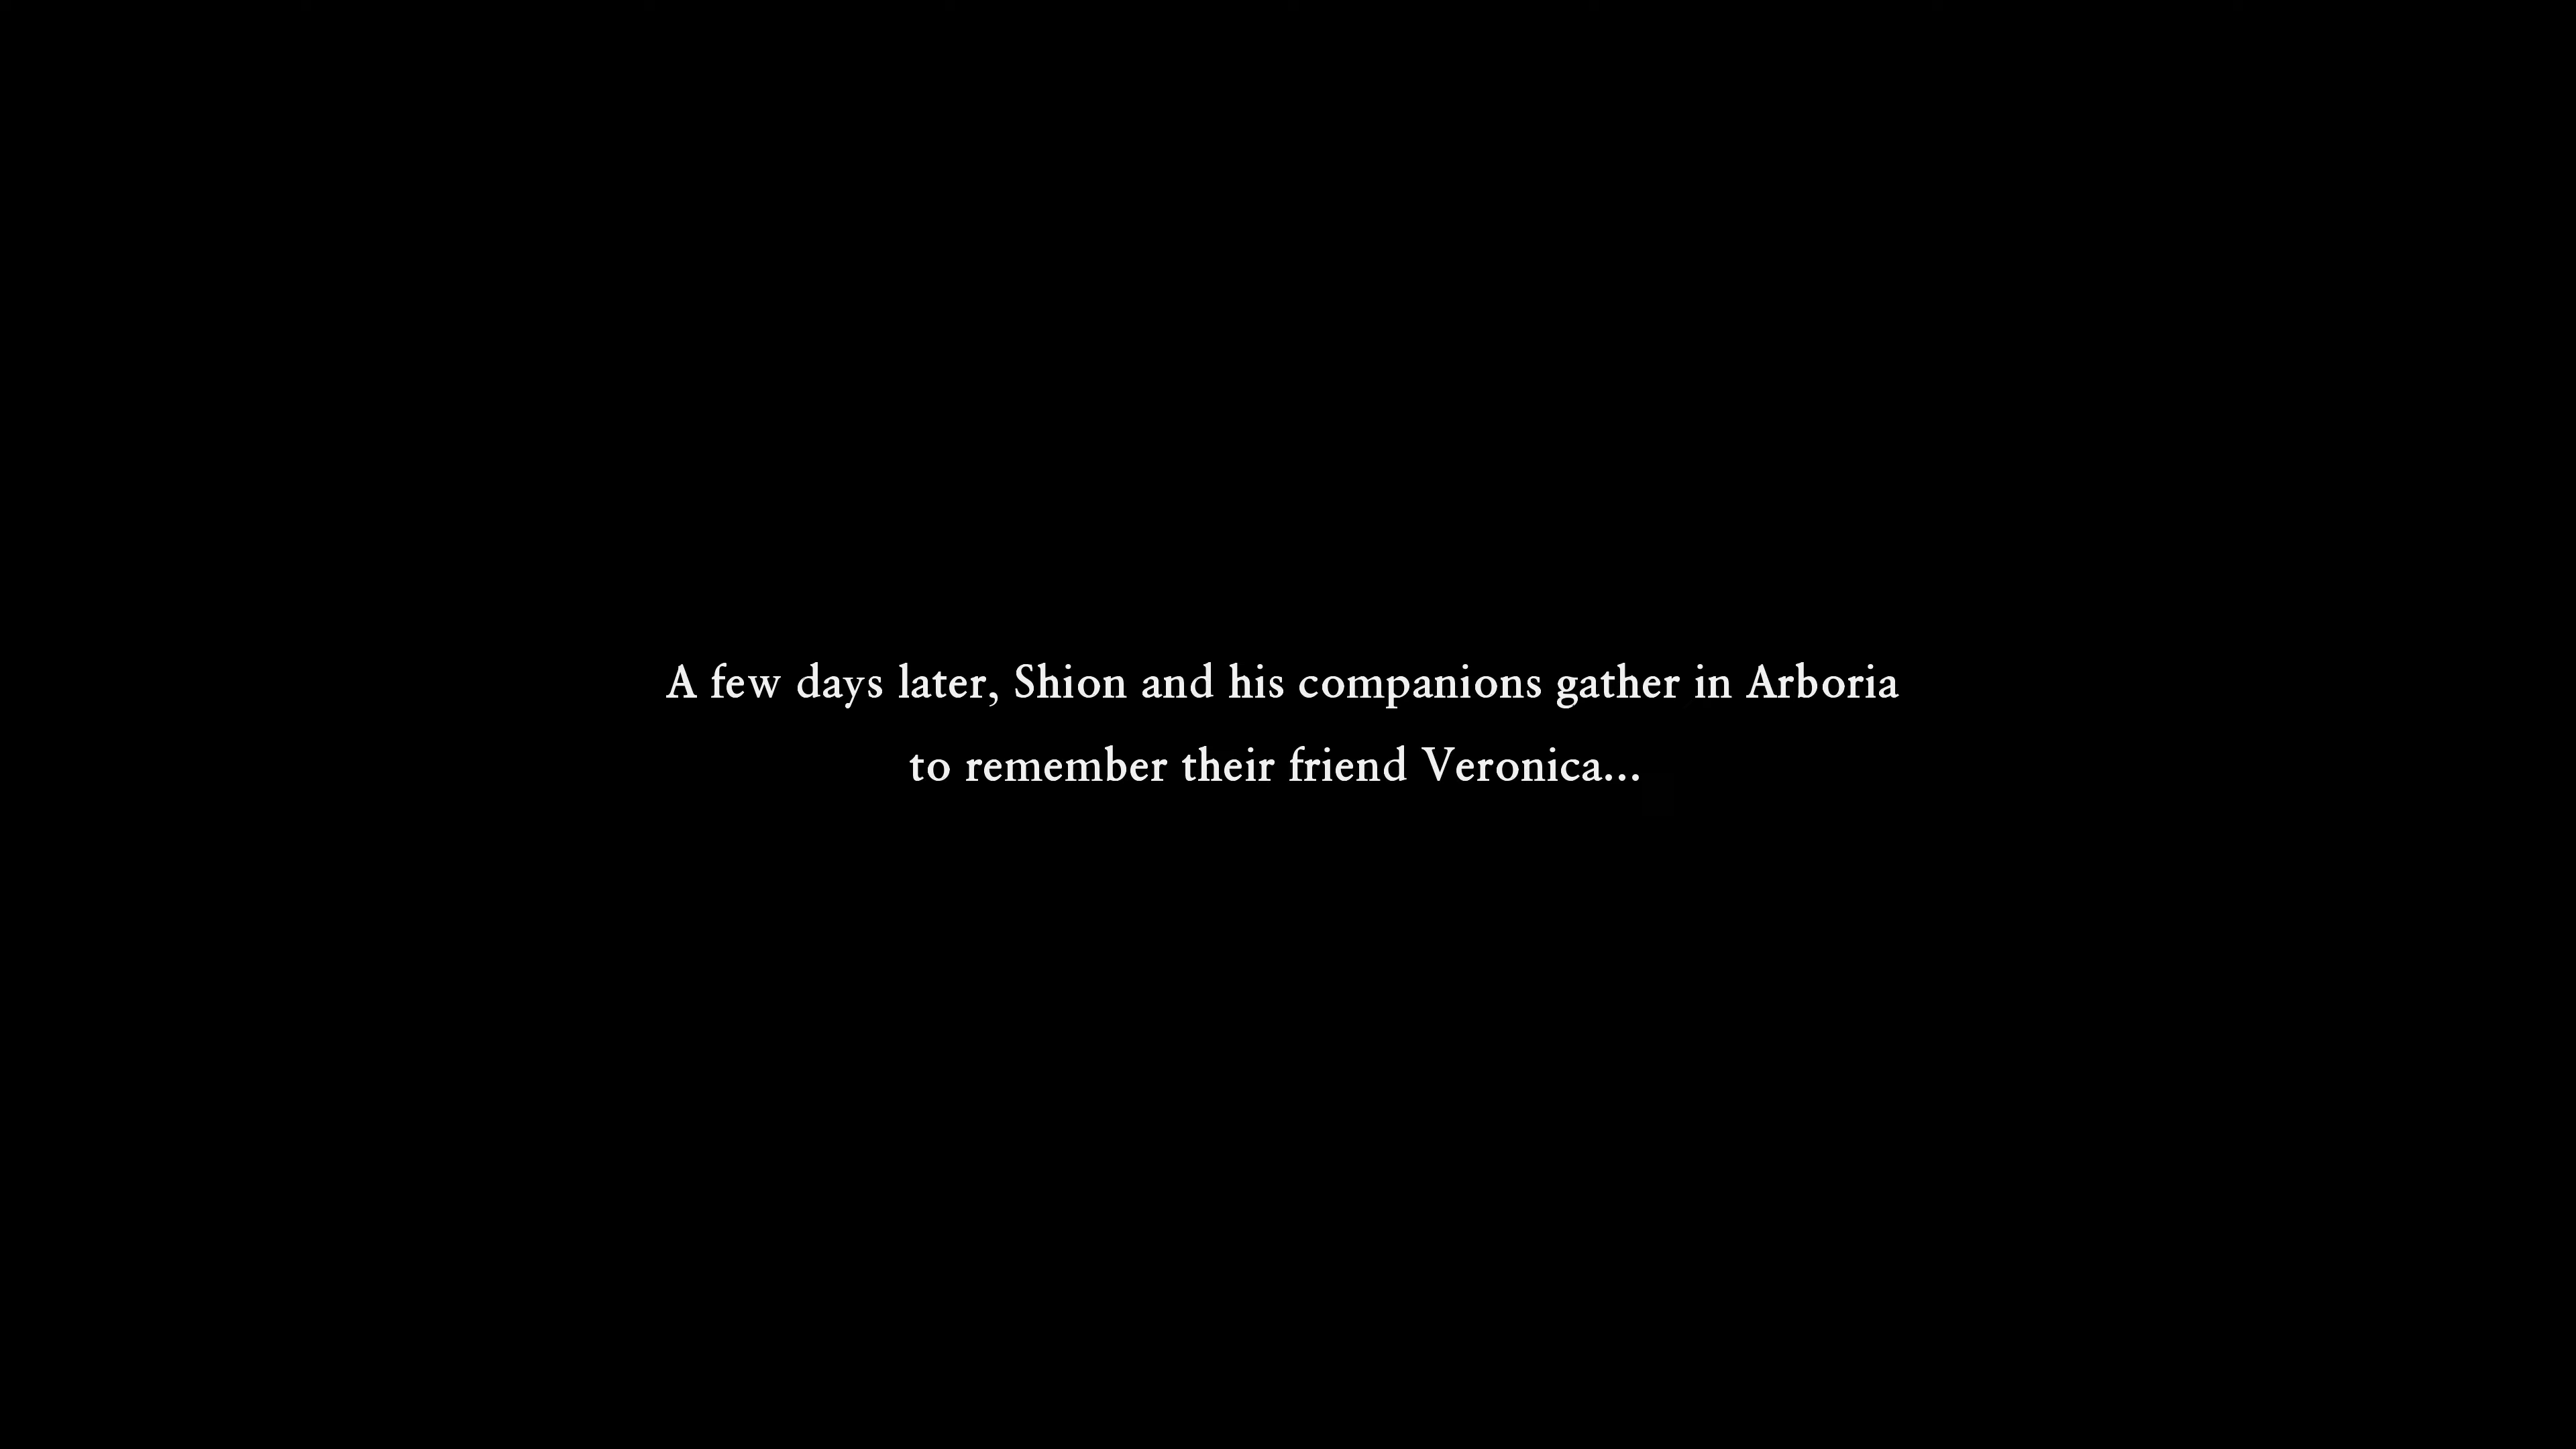 A few days later, Shion and his companions gather in Arboria
to remember their friend Veronica...